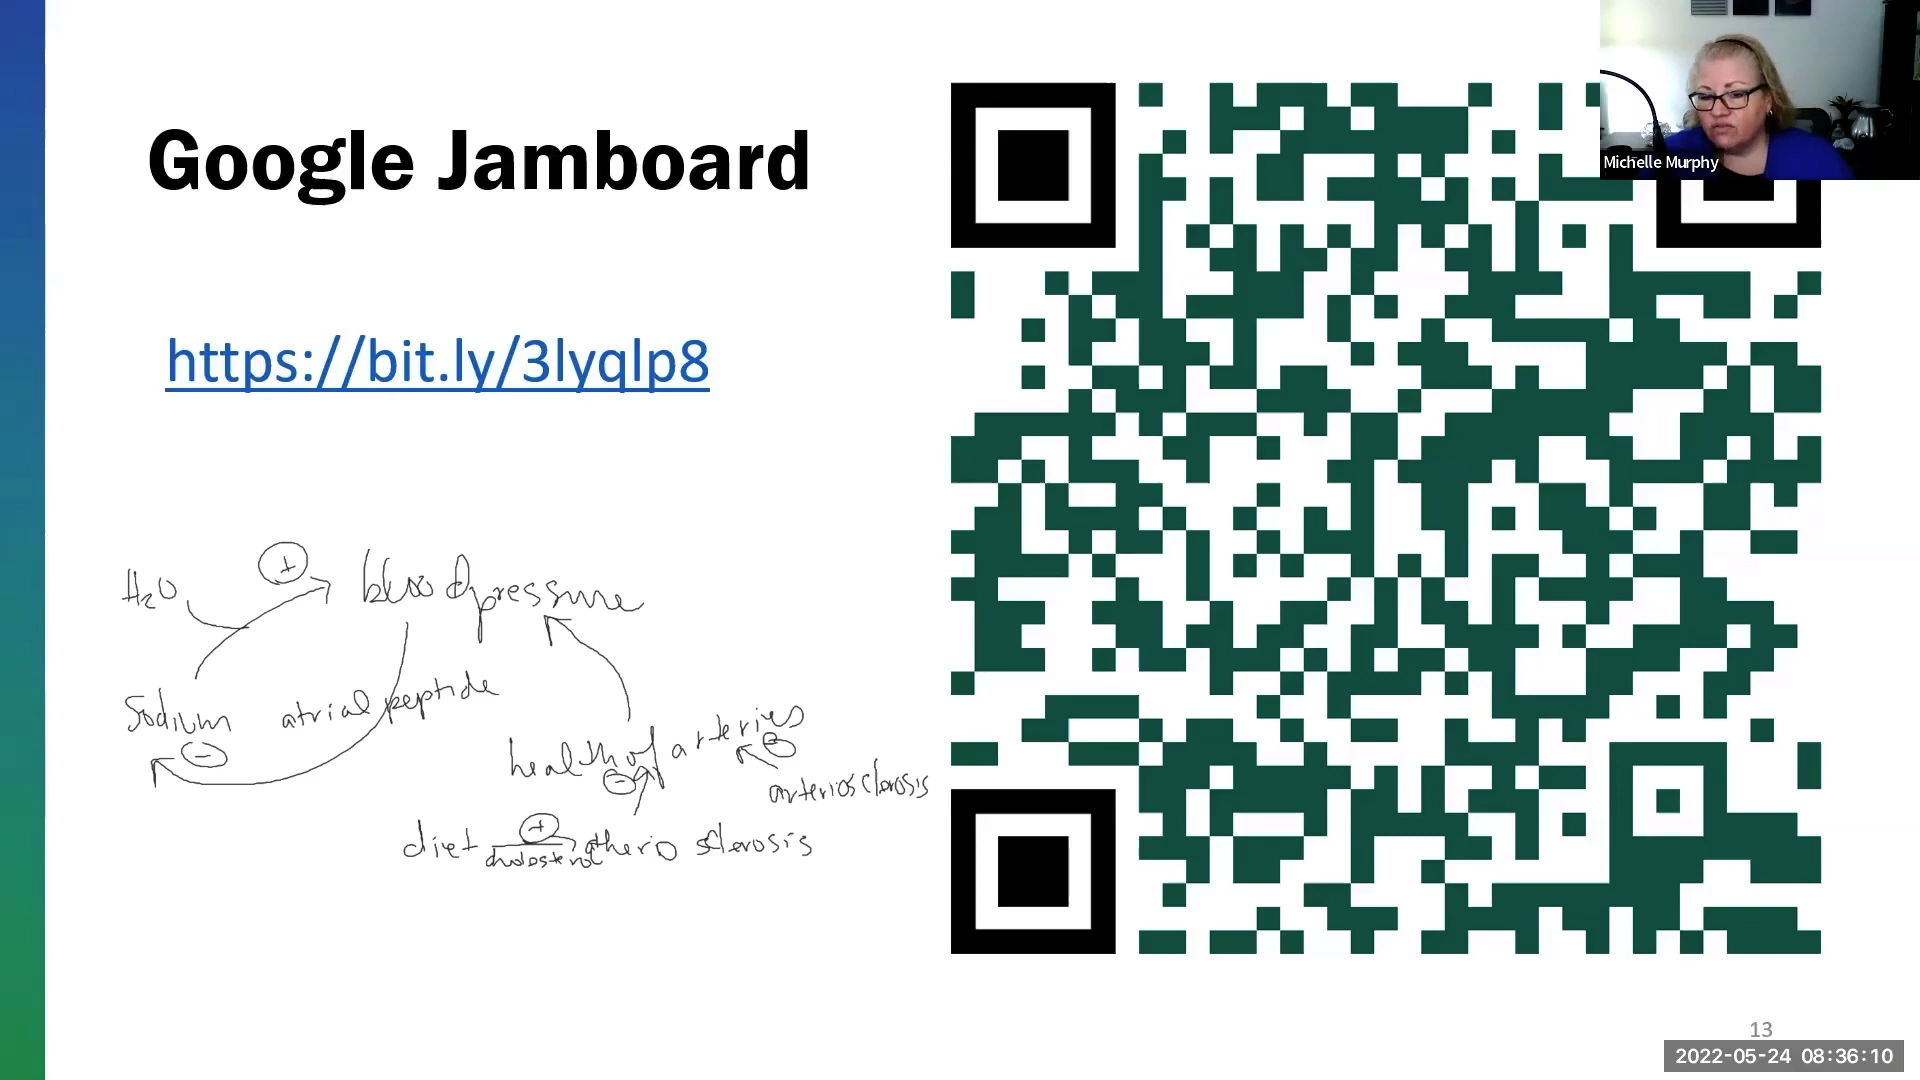 Google Jamboard
Michelle Murphy
https://bit.ly/3lyqlp8
H₂O
+
blood pressure
Sodium
-
atrial peptide
health of arteries
-
-
arteriosclerosis
diet
+
cholesterol
atherosclerosis
13
2022-05-24 08:36:10